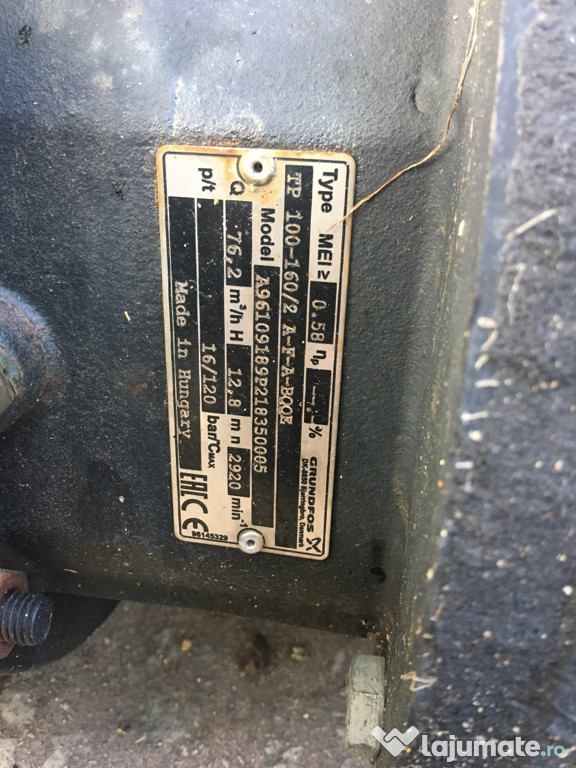 Type MEI ≥ 0.58 ηp --.- %
TP 100-160/2 A-F-A-BQQE
Model A96109189P218350005
Q 76,2 m³/h H 12,8 m n 2920 min⁻¹
p/t 16/120 bar/°C MAX
Made in Hungary
GRUNDFOS
DK-8850 Bjerringbro, Denmark
EAC CE
96145329
lajumate.ro